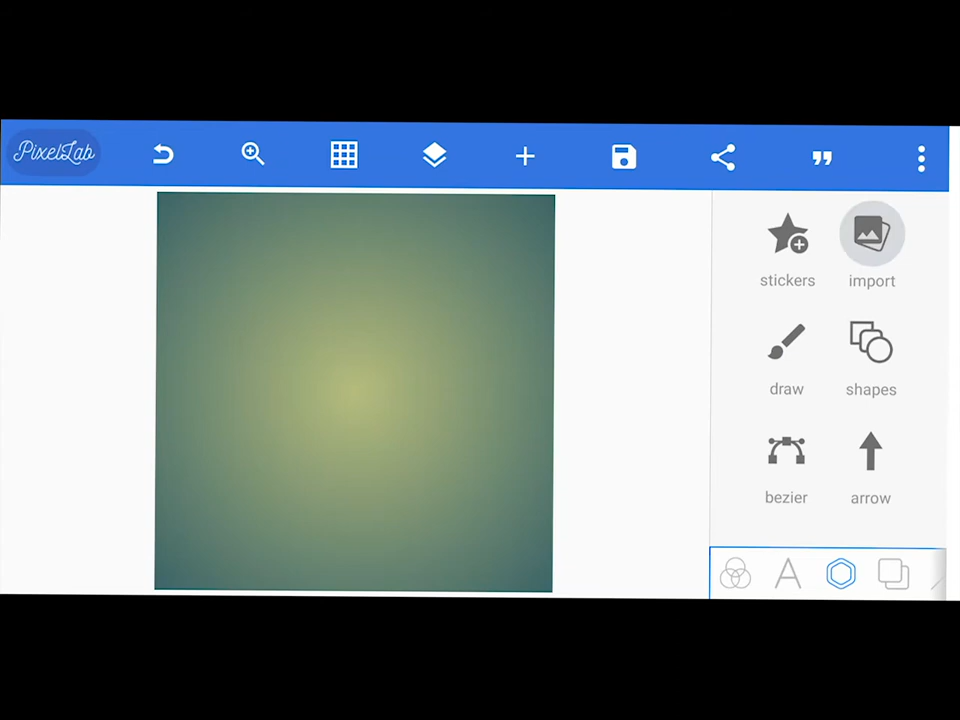 PixelLab
stickers
import
draw
shapes
bezier
arrow